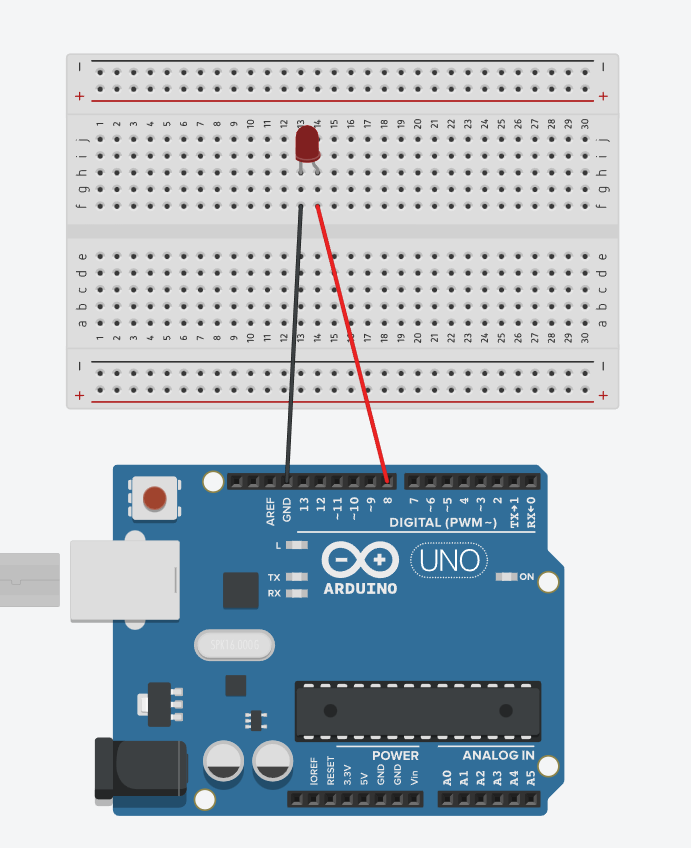 − −
+ +
1 2 3 4 5 6 7 8 9 10 11 12 13 14 15 16 17 18 19 20 21 22 23 24 25 26 27 28 29 30
j j
i i
h h
g g
f f
e e
d d
c c
b b
a a
1 2 3 4 5 6 7 8 9 10 11 12 13 14 15 16 17 18 19 20 21 22 23 24 25 26 27 28 29 30
− −
+ +
AREF GND 13 12 ~11 ~10 ~9 8 7 ~6 ~5 4 ~3 2 TX→1 RX←0
DIGITAL (PWM~)
L
TX
RX
ARDUINO
UNO
ON
SPK16.000G
POWER
ANALOG IN
IOREF RESET 3.3V 5V GND GND Vin A0 A1 A2 A3 A4 A5